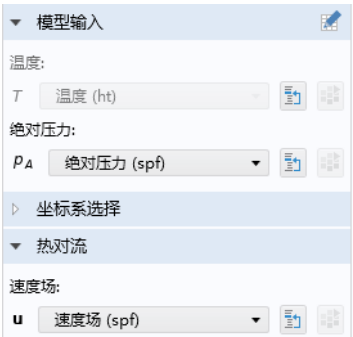 模型输入
温度:
T 温度 (ht)
绝对压力:
pA 绝对压力 (spf)
坐标系选择
热对流
速度场:
u 速度场 (spf)